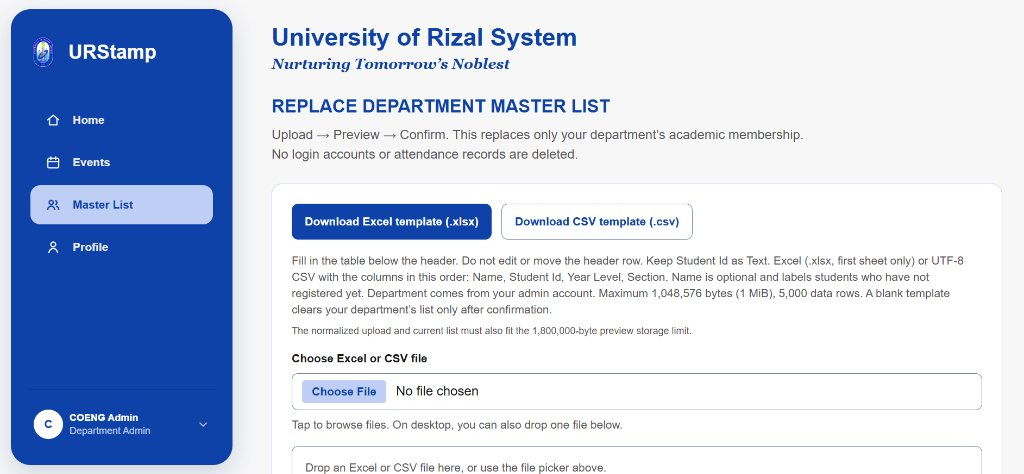 URStamp
Home
Events
Master List
Profile
C
COENG Admin
Department Admin
University of Rizal System
Nurturing Tomorrow's Noblest
REPLACE DEPARTMENT MASTER LIST
Upload → Preview → Confirm. This replaces only your department's academic membership.
No login accounts or attendance records are deleted.
Download Excel template (.xlsx)
Download CSV template (.csv)
Fill in the table below the header. Do not edit or move the header row. Keep Student Id as Text. Excel (.xlsx, first sheet only) or UTF-8
CSV with the columns in this order: Name, Student Id, Year Level, Section. Name is optional and labels students who have not
registered yet. Department comes from your admin account. Maximum 1,048,576 bytes (1 MiB), 5,000 data rows. A blank template
clears your department's list only after confirmation.
The normalized upload and current list must also fit the 1,800,000-byte preview storage limit.
Choose Excel or CSV file
Choose File No file chosen
Tap to browse files. On desktop, you can also drop one file below.
Drop an Excel or CSV file here, or use the file picker above.